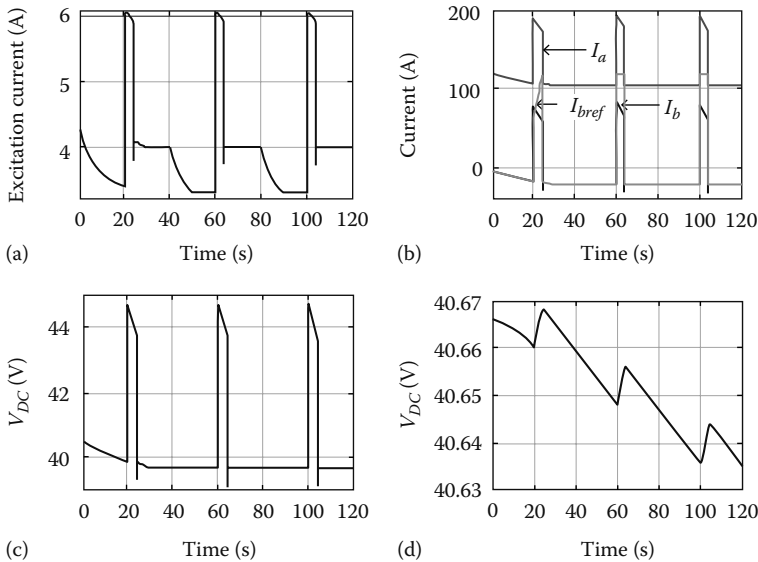 6
5
4
0 20 40 60 80 100 120
Excitation current (A)
Time (s)
(a)
200
100
0
0 20 40 60 80 100 120
Current (A)
Time (s)
I_a
I_bref
I_b
(b)
44
42
40
0 20 40 60 80 100 120
V_DC (V)
Time (s)
(c)
40.67
40.66
40.65
40.64
40.63
0 20 40 60 80 100 120
V_DC (V)
Time (s)
(d)